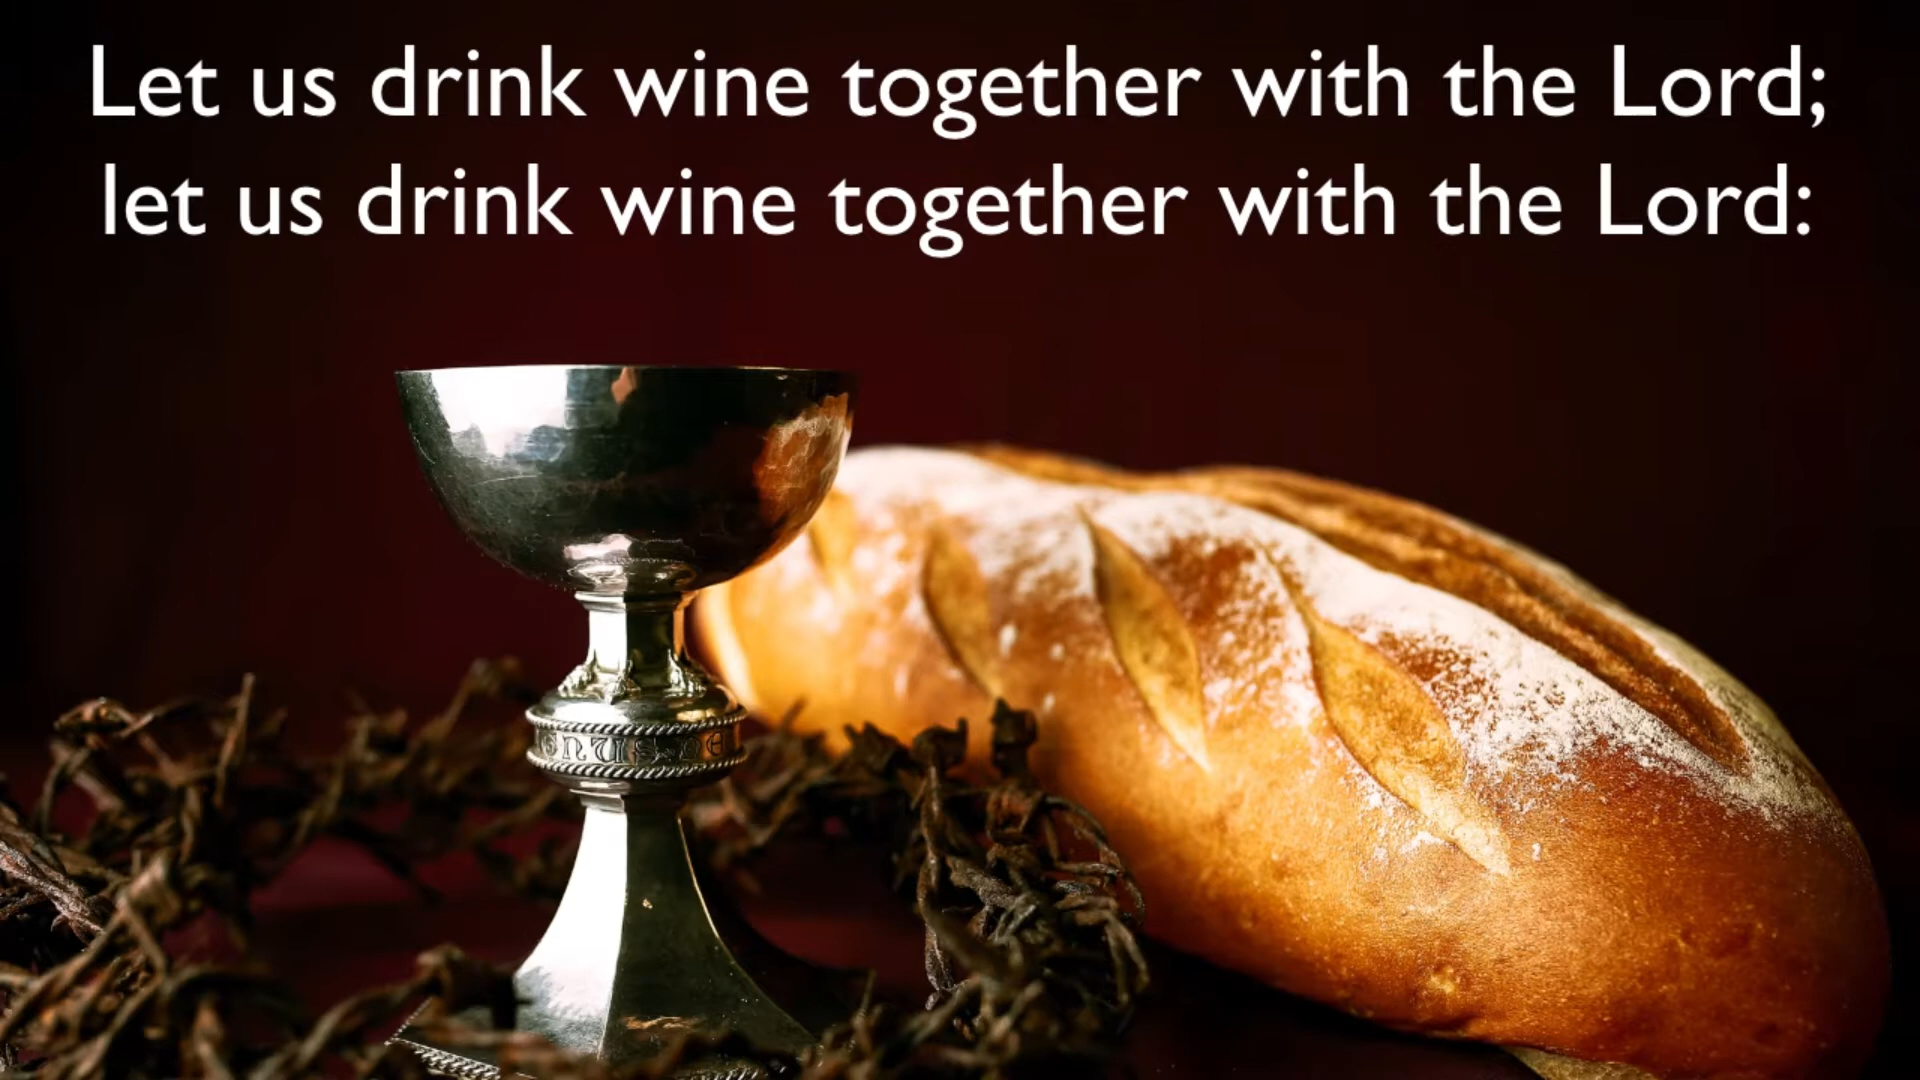 Let us drink wine together with the Lord;
let us drink wine together with the Lord: